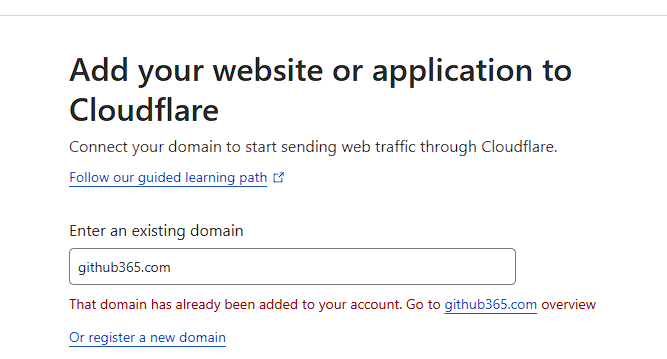 Add your website or application to
Cloudflare
Connect your domain to start sending web traffic through Cloudflare.
Follow our guided learning path
Enter an existing domain
github365.com
That domain has already been added to your account. Go to github365.com overview
Or register a new domain